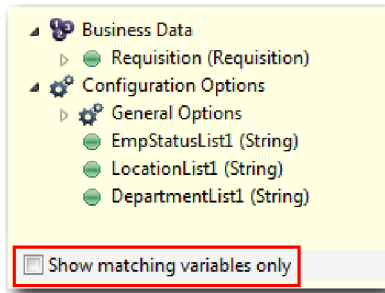 Business Data
Requisition (Requisition)
Configuration Options
General Options
EmpStatusList1 (String)
LocationList1 (String)
DepartmentList1 (String)
Show matching variables only